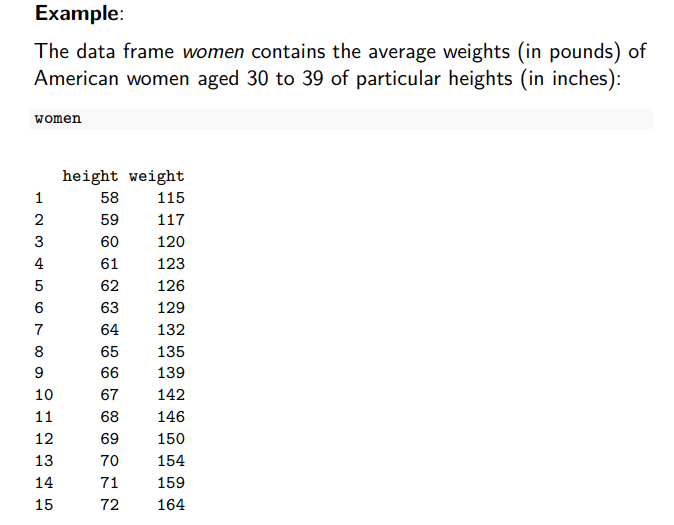 Example:
The data frame women contains the average weights (in pounds) of
American women aged 30 to 39 of particular heights (in inches):
women
height weight
1 58 115
2 59 117
3 60 120
4 61 123
5 62 126
6 63 129
7 64 132
8 65 135
9 66 139
10 67 142
11 68 146
12 69 150
13 70 154
14 71 159
15 72 164